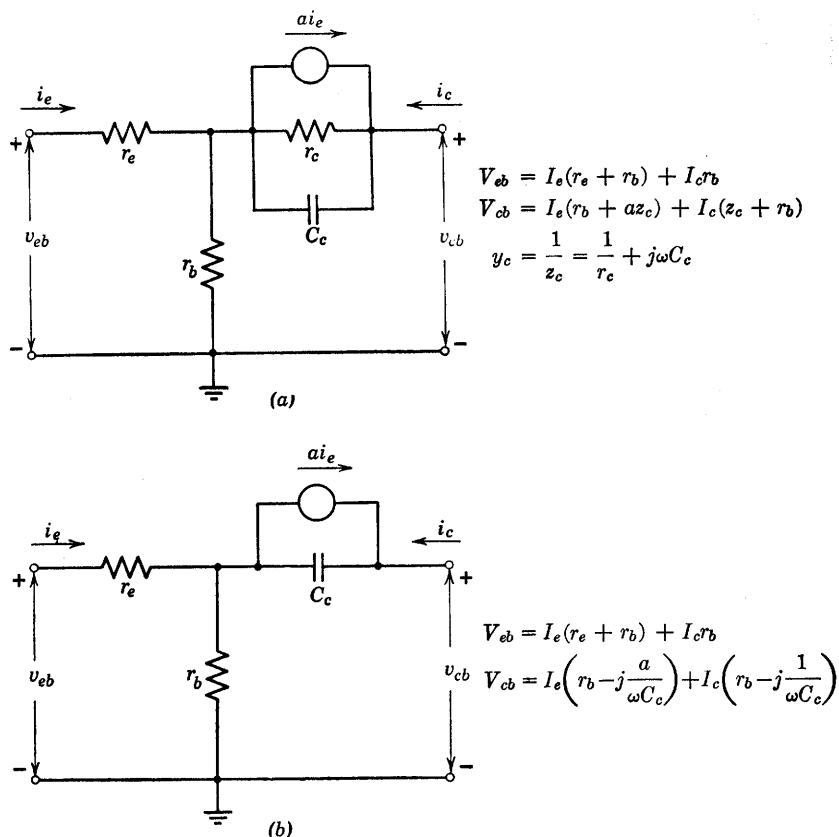 ai_e
i_e
i_c
+
r_e
r_c
+
C_c
v_eb
r_b
v_cb
V_eb = I_e(r_e + r_b) + I_c r_b
V_cb = I_e(r_b + az_c) + I_c(z_c + r_b)
y_c = 1/z_c = 1/r_c + jωC_c
−
−
(a)
ai_e
i_e
i_c
+
r_e
C_c
+
v_eb
r_b
v_cb
V_eb = I_e(r_e + r_b) + I_c r_b
V_cb = I_e(r_b − j a/ωC_c) + I_c(r_b − j 1/ωC_c)
−
−
(b)